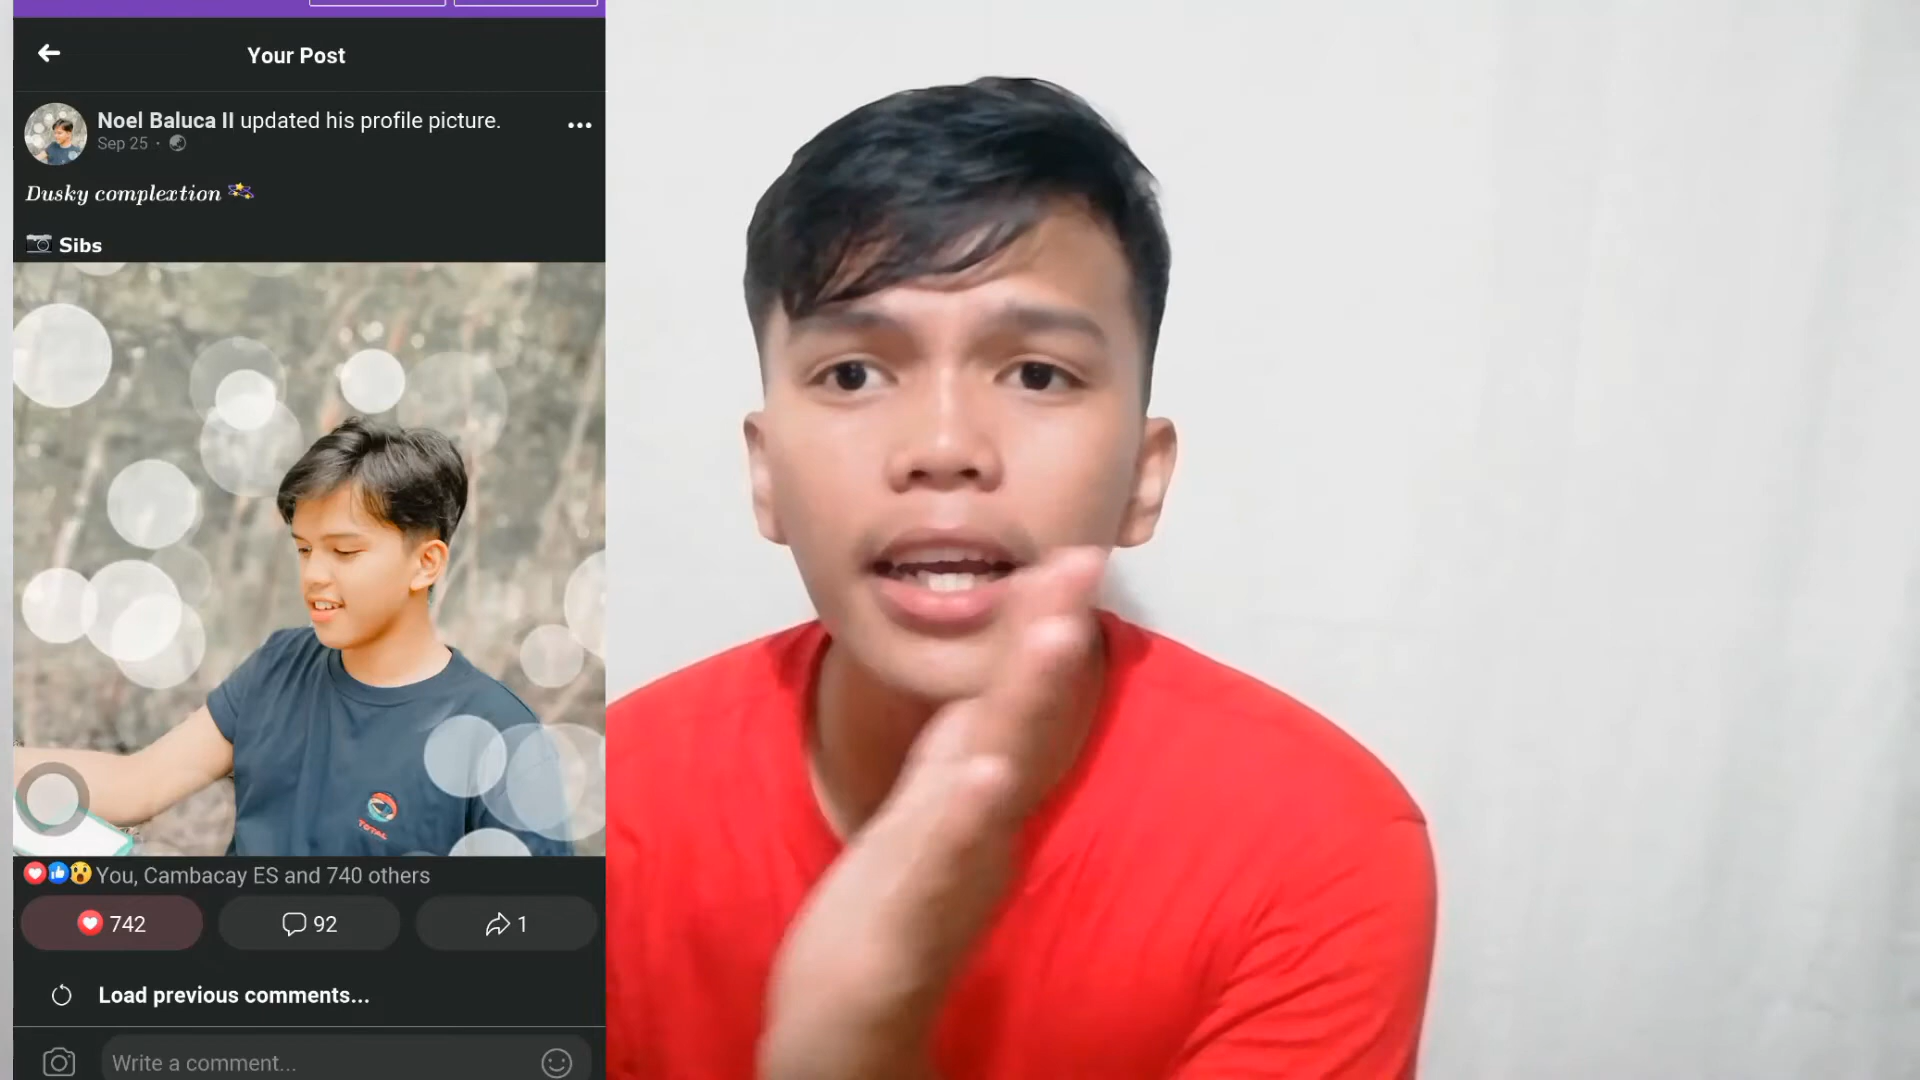 Your Post
Noel Baluca II updated his profile picture.
Sep 25 ·
Dusky complextion
Sibs
TOTAL
You, Cambacay ES and 740 others
742
92
1
Load previous comments...
Write a comment...